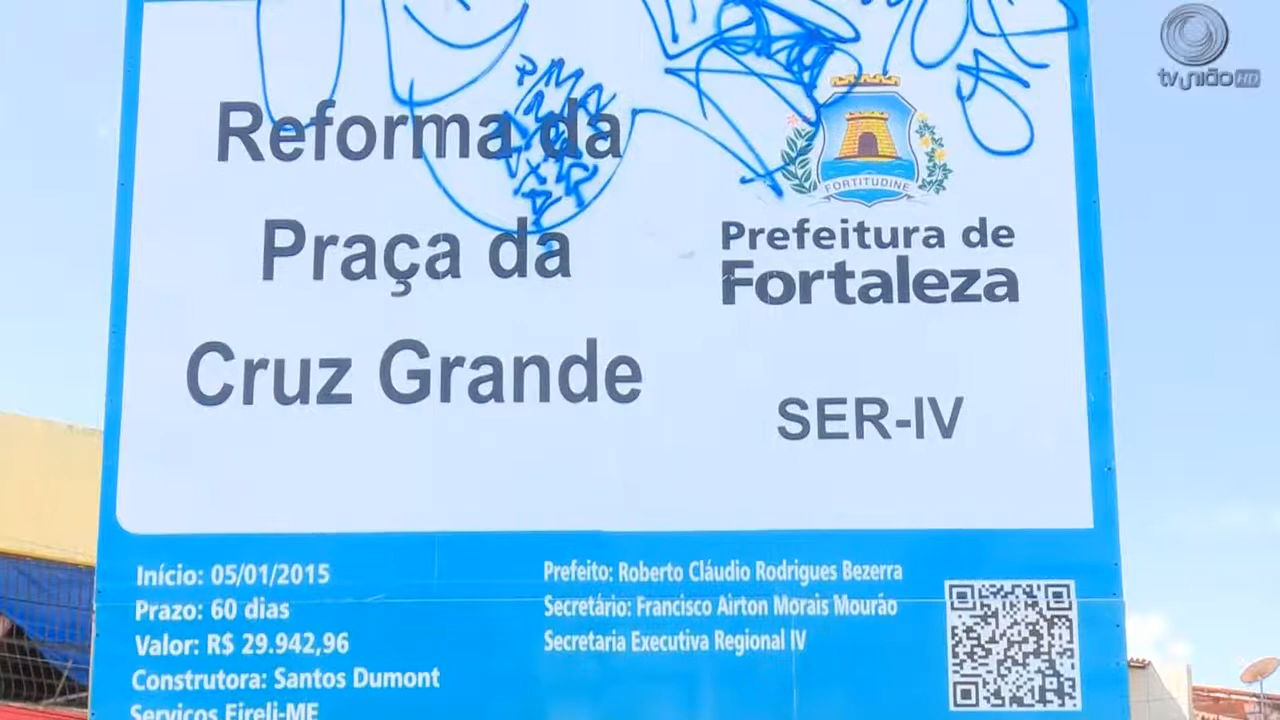 tv união HD
Reforma da
Praça da
Cruz Grande
FORTITUDINE
Prefeitura de
Fortaleza
SER-IV
Início: 05/01/2015
Prazo: 60 dias
Valor: R$ 29.942,96
Construtora: Santos Dumont
Serviços Eireli-ME
Prefeito: Roberto Cláudio Rodrigues Bezerra
Secretário: Francisco Airton Morais Mourão
Secretaria Executiva Regional IV